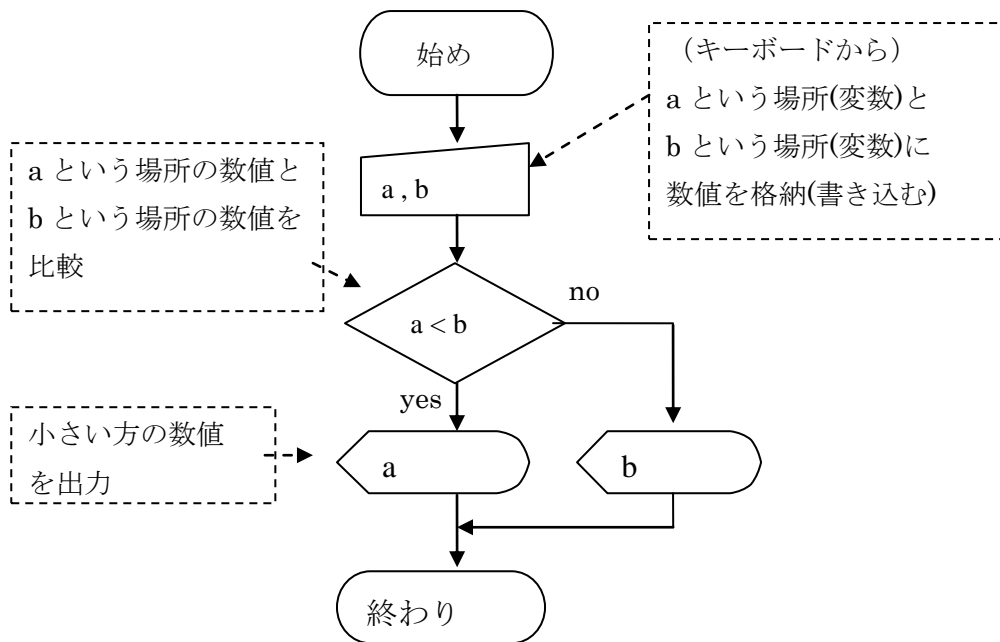 始め
（キーボードから）
a という場所(変数)と
b という場所(変数)に
数値を格納(書き込む)
a , b
a という場所の数値と
b という場所の数値を
比較
a < b
no
yes
小さい方の数値
を出力
a
b
終わり